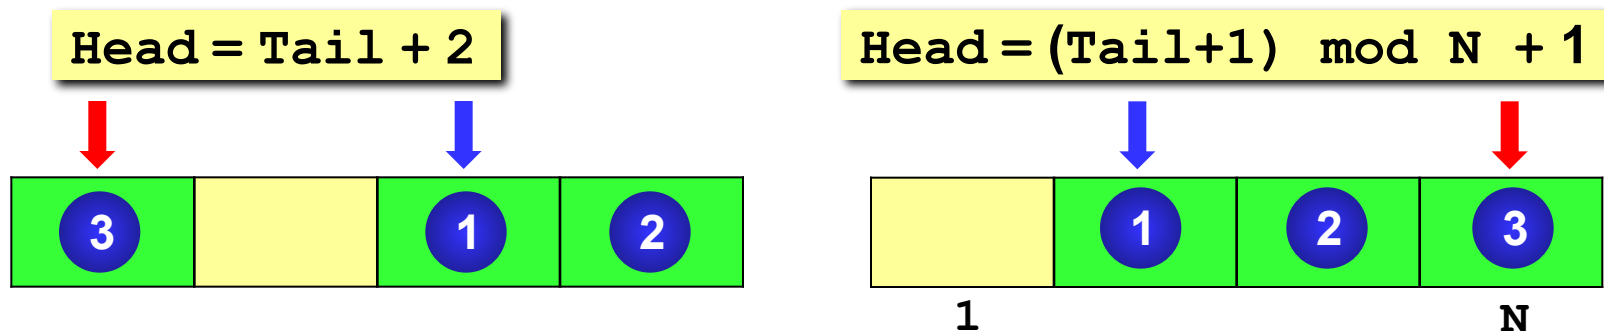 Head = Tail + 2
Head = (Tail+1) mod N + 1
3 1 2
1 2 3
1 N